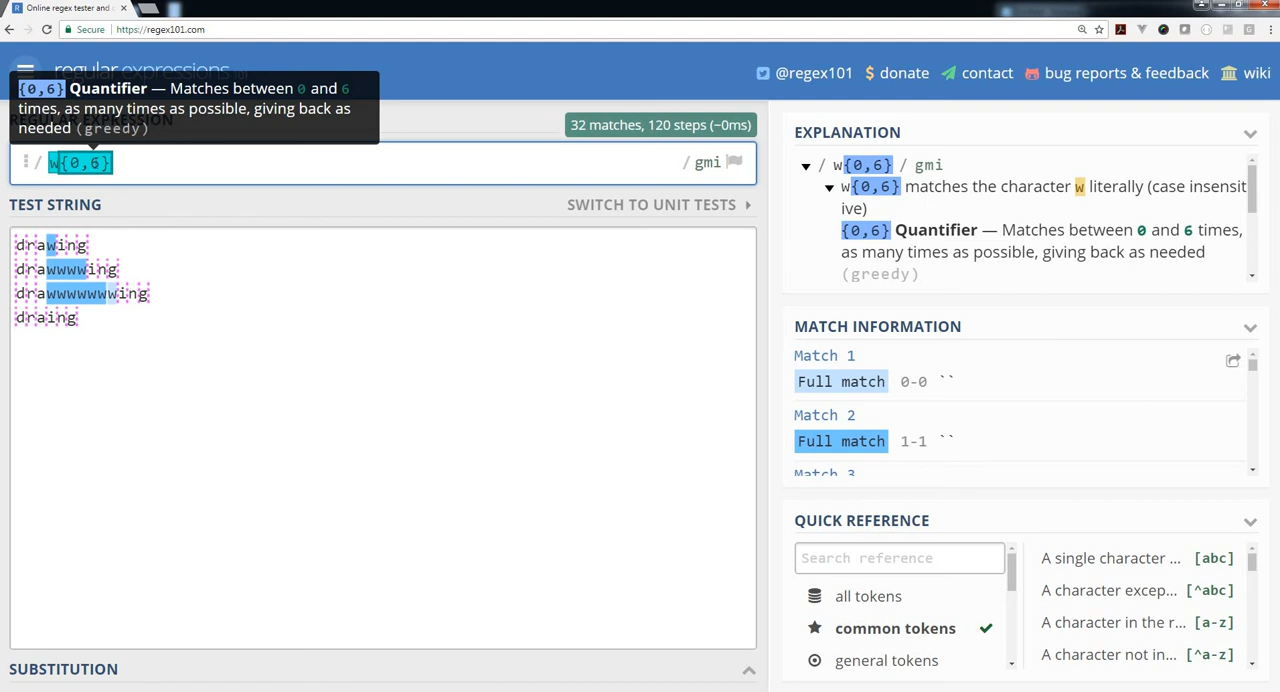 Online regex tester and
Secure
https://regex101.com
regular expressions
@regex101
donate
contact
bug reports & feedback
wiki
{0,6} Quantifier — Matches between 0 and 6
times, as many times as possible, giving back as
needed (greedy)
32 matches, 120 steps (~0ms)
/ w{0,6}
/ gmi
TEST STRING
SWITCH TO UNIT TESTS
drawing
drawwwwing
drawwwwwwwing
draing
SUBSTITUTION
EXPLANATION
/ w{0,6} / gmi
w{0,6} matches the character w literally (case insensit
ive)
{0,6} Quantifier — Matches between 0 and 6 times,
as many times as possible, giving back as needed
(greedy)
MATCH INFORMATION
Match 1
Full match 0-0 ``
Match 2
Full match 1-1 ``
Match 3
QUICK REFERENCE
Search reference
all tokens
common tokens
general tokens
A single character ... [abc]
A character excep... [^abc]
A character in the r... [a-z]
A character not in... [^a-z]